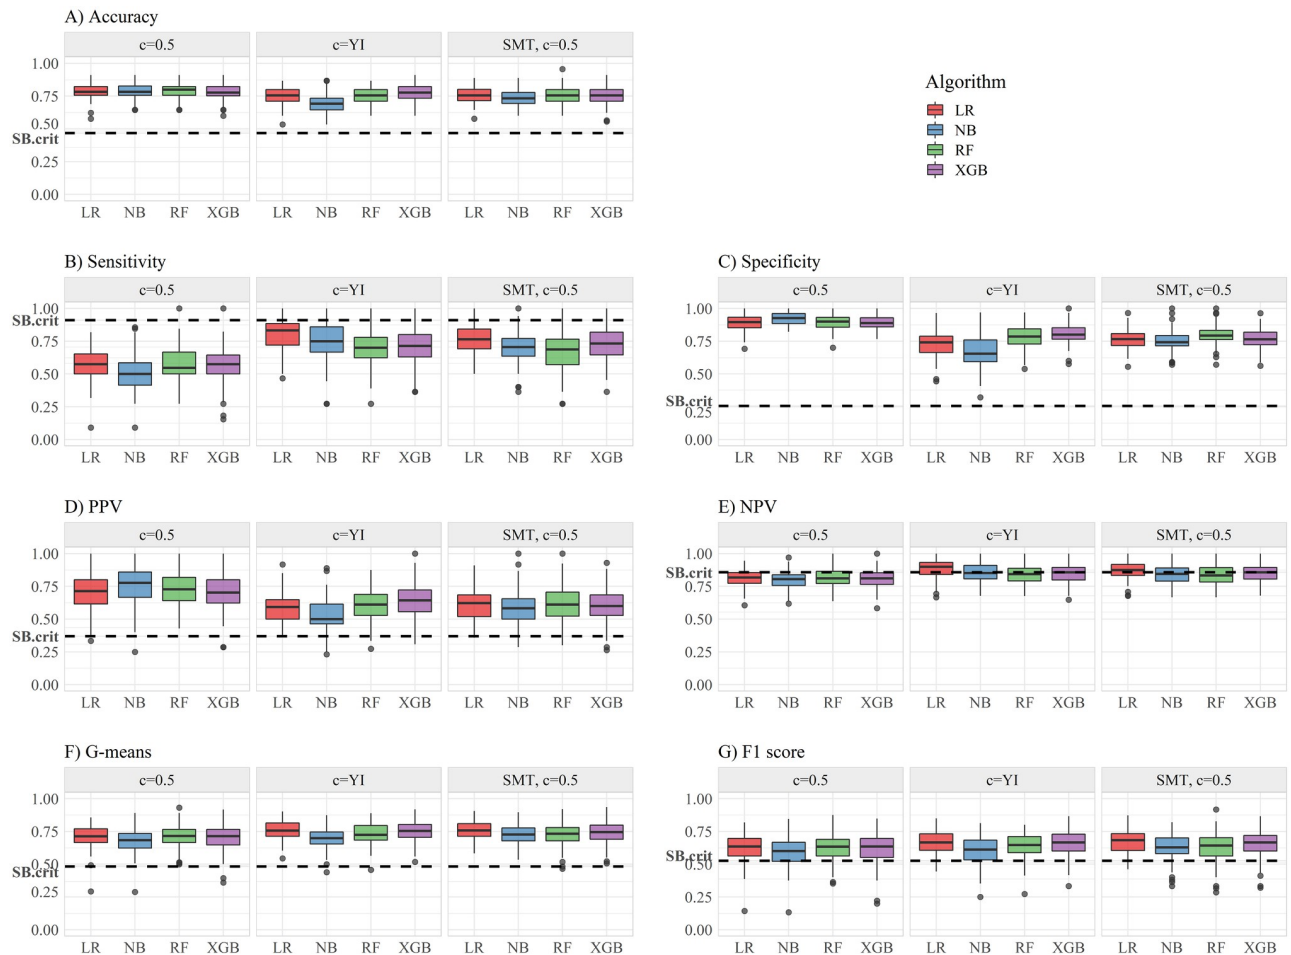 A) Accuracy
c=0.5 c=YI SMT, c=0.5
1.00
0.75
0.50
SB.crit
0.25
0.00
LR NB RF XGB LR NB RF XGB LR NB RF XGB
Algorithm
LR
NB
RF
XGB
B) Sensitivity
c=0.5 c=YI SMT, c=0.5
1.00
SB.crit
0.75
0.50
0.25
0.00
LR NB RF XGB LR NB RF XGB LR NB RF XGB
C) Specificity
c=0.5 c=YI SMT, c=0.5
1.00
0.75
0.50
SB.crit
0.25
0.00
LR NB RF XGB LR NB RF XGB LR NB RF XGB
D) PPV
c=0.5 c=YI SMT, c=0.5
1.00
0.75
0.50
SB.crit
0.25
0.00
LR NB RF XGB LR NB RF XGB LR NB RF XGB
E) NPV
c=0.5 c=YI SMT, c=0.5
1.00
SB.crit
0.75
0.50
0.25
0.00
LR NB RF XGB LR NB RF XGB LR NB RF XGB
F) G-means
c=0.5 c=YI SMT, c=0.5
1.00
0.75
0.50
SB.crit
0.25
0.00
LR NB RF XGB LR NB RF XGB LR NB RF XGB
G) F1 score
c=0.5 c=YI SMT, c=0.5
1.00
0.75
SB.crit
0.50
0.25
0.00
LR NB RF XGB LR NB RF XGB LR NB RF XGB